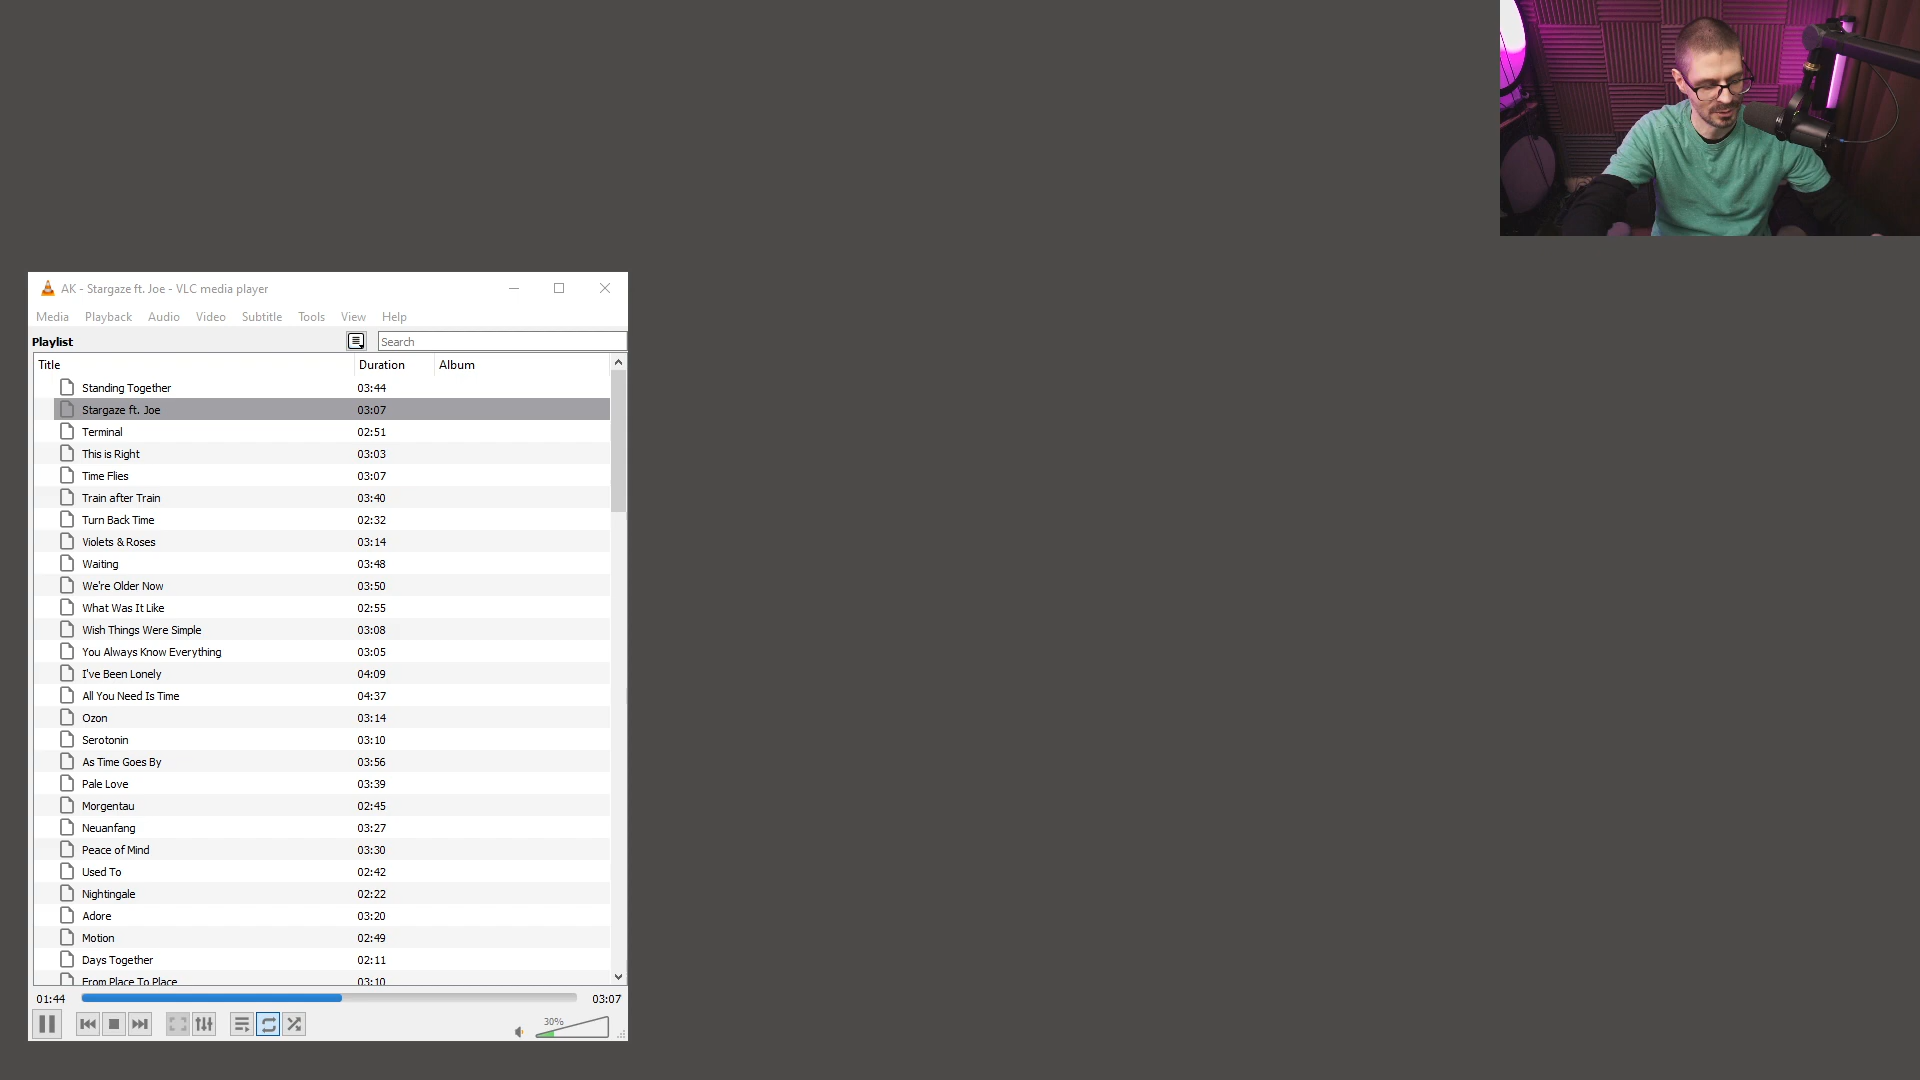 AK - Stargaze ft. Joe - VLC media player
Media Playback Audio Video Subtitle Tools View Help
Playlist Search
Title Duration Album
Standing Together 03:44
Stargaze ft. Joe 03:07
Terminal 02:51
This is Right 03:03
Time Flies 03:07
Train after Train 03:40
Turn Back Time 02:32
Violets & Roses 03:14
Waiting 03:48
We're Older Now 03:50
What Was It Like 02:55
Wish Things Were Simple 03:08
You Always Know Everything 03:05
I've Been Lonely 04:09
All You Need Is Time 04:37
Ozon 03:14
Serotonin 03:10
As Time Goes By 03:56
Pale Love 03:39
Morgentau 02:45
Neuanfang 03:27
Peace of Mind 03:30
Used To 02:42
Nightingale 02:22
Adore 03:20
Motion 02:49
Days Together 02:11
From Place To Place 03:10
01:44 03:07
30%